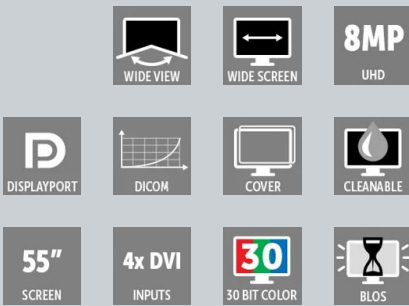 WIDE VIEW
WIDE SCREEN
8MP
UHD
DISPLAYPORT
DICOM
COVER
CLEANABLE
55"
SCREEN
4x DVI
INPUTS
30
30 BIT COLOR
BLOS